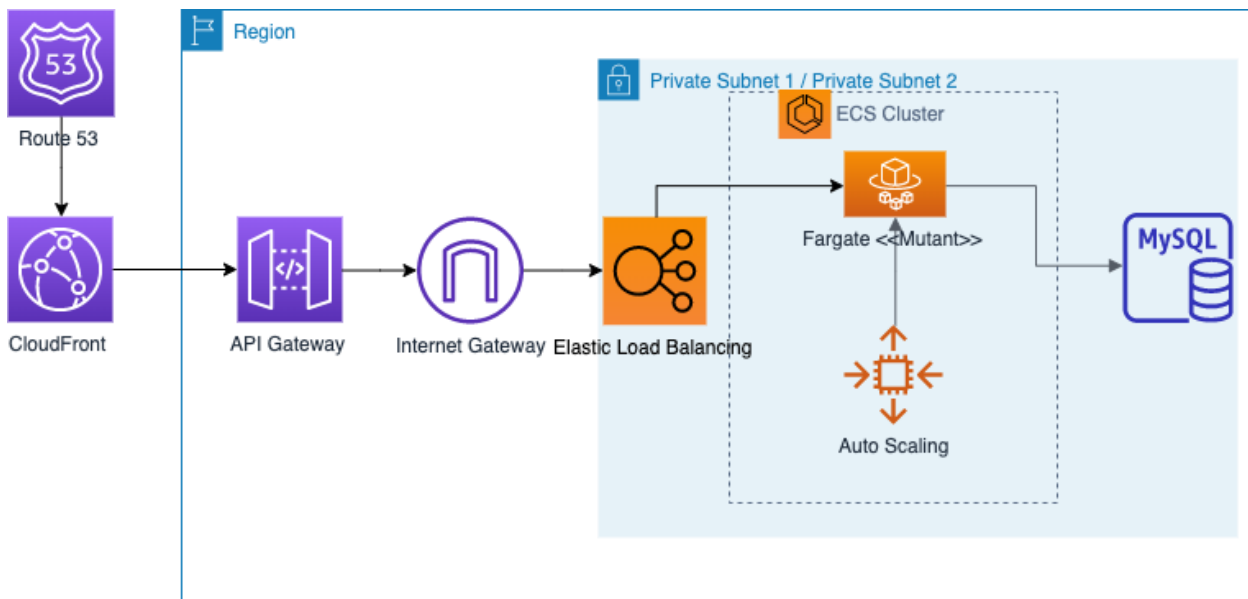 53
Route 53
Region
Private Subnet 1 / Private Subnet 2
ECS Cluster
Fargate <<Mutant>>
MySQL
</>
CloudFront
API Gateway
Internet Gateway
Elastic Load Balancing
Auto Scaling